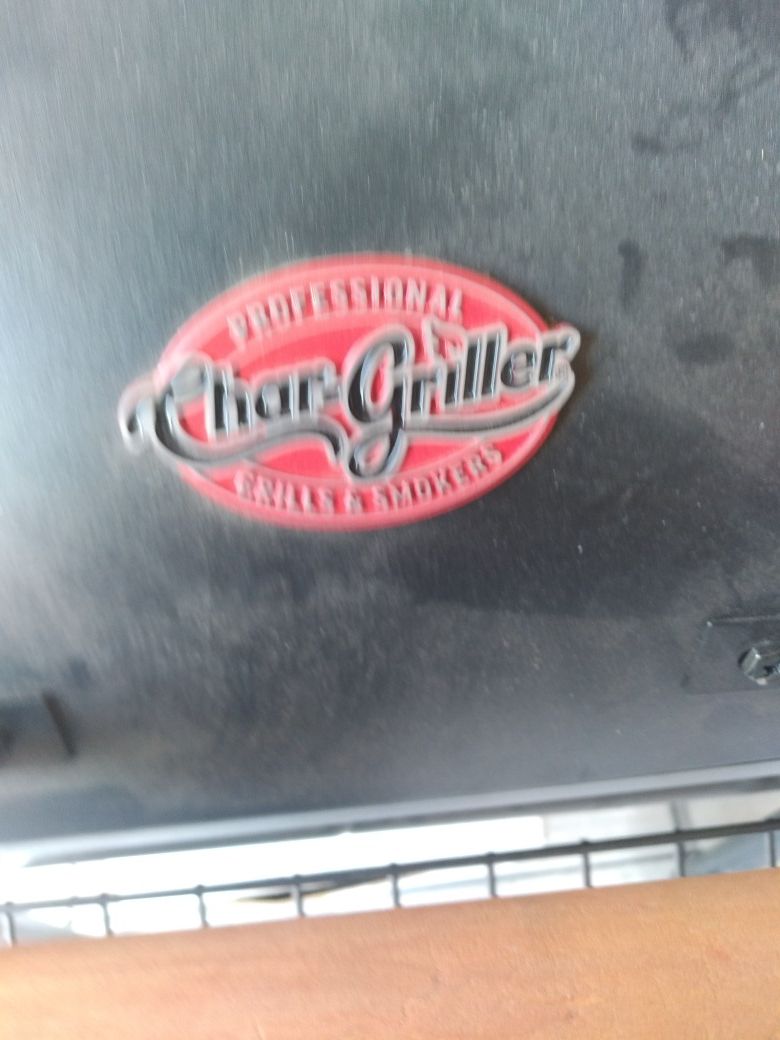 PROFESSIONAL
Char-Griller
GRILLS & SMOKERS